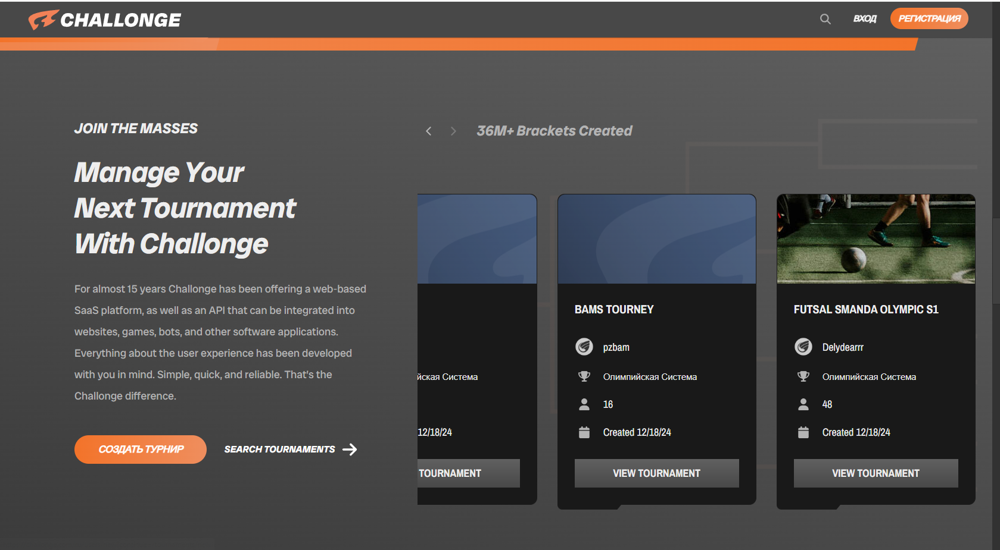 CHALLONGE
ВХОД
РЕГИСТРАЦИЯ
JOIN THE MASSES
Manage Your
Next Tournament
With Challonge
For almost 15 years Challonge has been offering a web-based
SaaS platform, as well as an API that can be integrated into
websites, games, bots, and other software applications.
Everything about the user experience has been developed
with you in mind. Simple, quick, and reliable. That's the
Challonge difference.
СОЗДАТЬ ТУРНИР
SEARCH TOURNAMENTS
36M+ Brackets Created
йская Система
12/18/24
TOURNAMENT
BAMS TOURNEY
pzbam
Олимпийская Система
16
Created 12/18/24
VIEW TOURNAMENT
FUTSAL SMANDA OLYMPIC S1
Delydearrr
Олимпийская Система
48
Created 12/18/24
VIEW TOURNAMENT